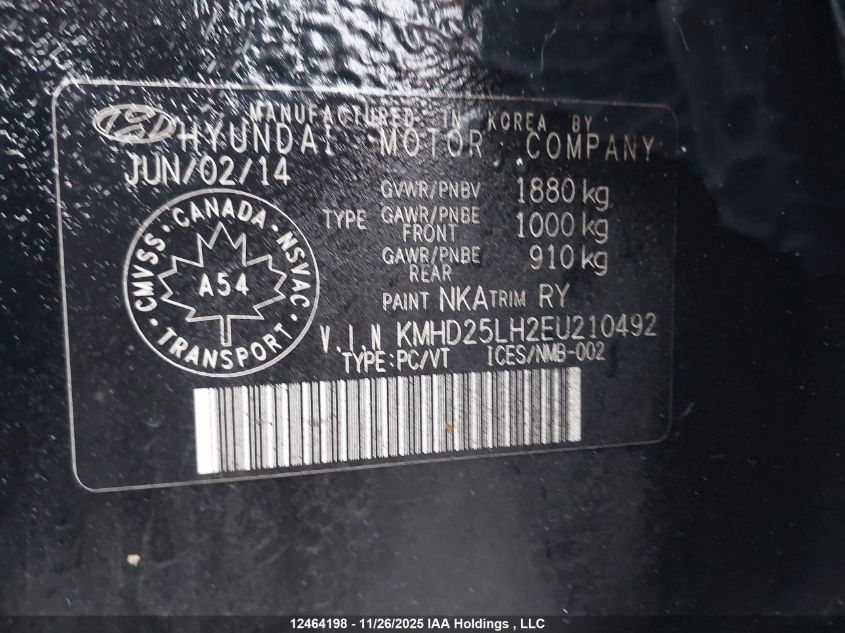 MANUFACTURED IN KOREA BY
HYUNDAI MOTOR COMPANY
JUN/02/14
GVWR/PNBV 1880 kg
TYPE GAWR/PNBE FRONT 1000 kg
GAWR/PNBE REAR 910 kg
PAINT NKA TRIM RY
V.I.N KMHD25LH2EU210492
TYPE:PC/VT ICES/NMB-002
CMVSS · CANADA · NSVAC · TRANSPORT ·
A54
12464198 - 11/26/2025 IAA Holdings , LLC